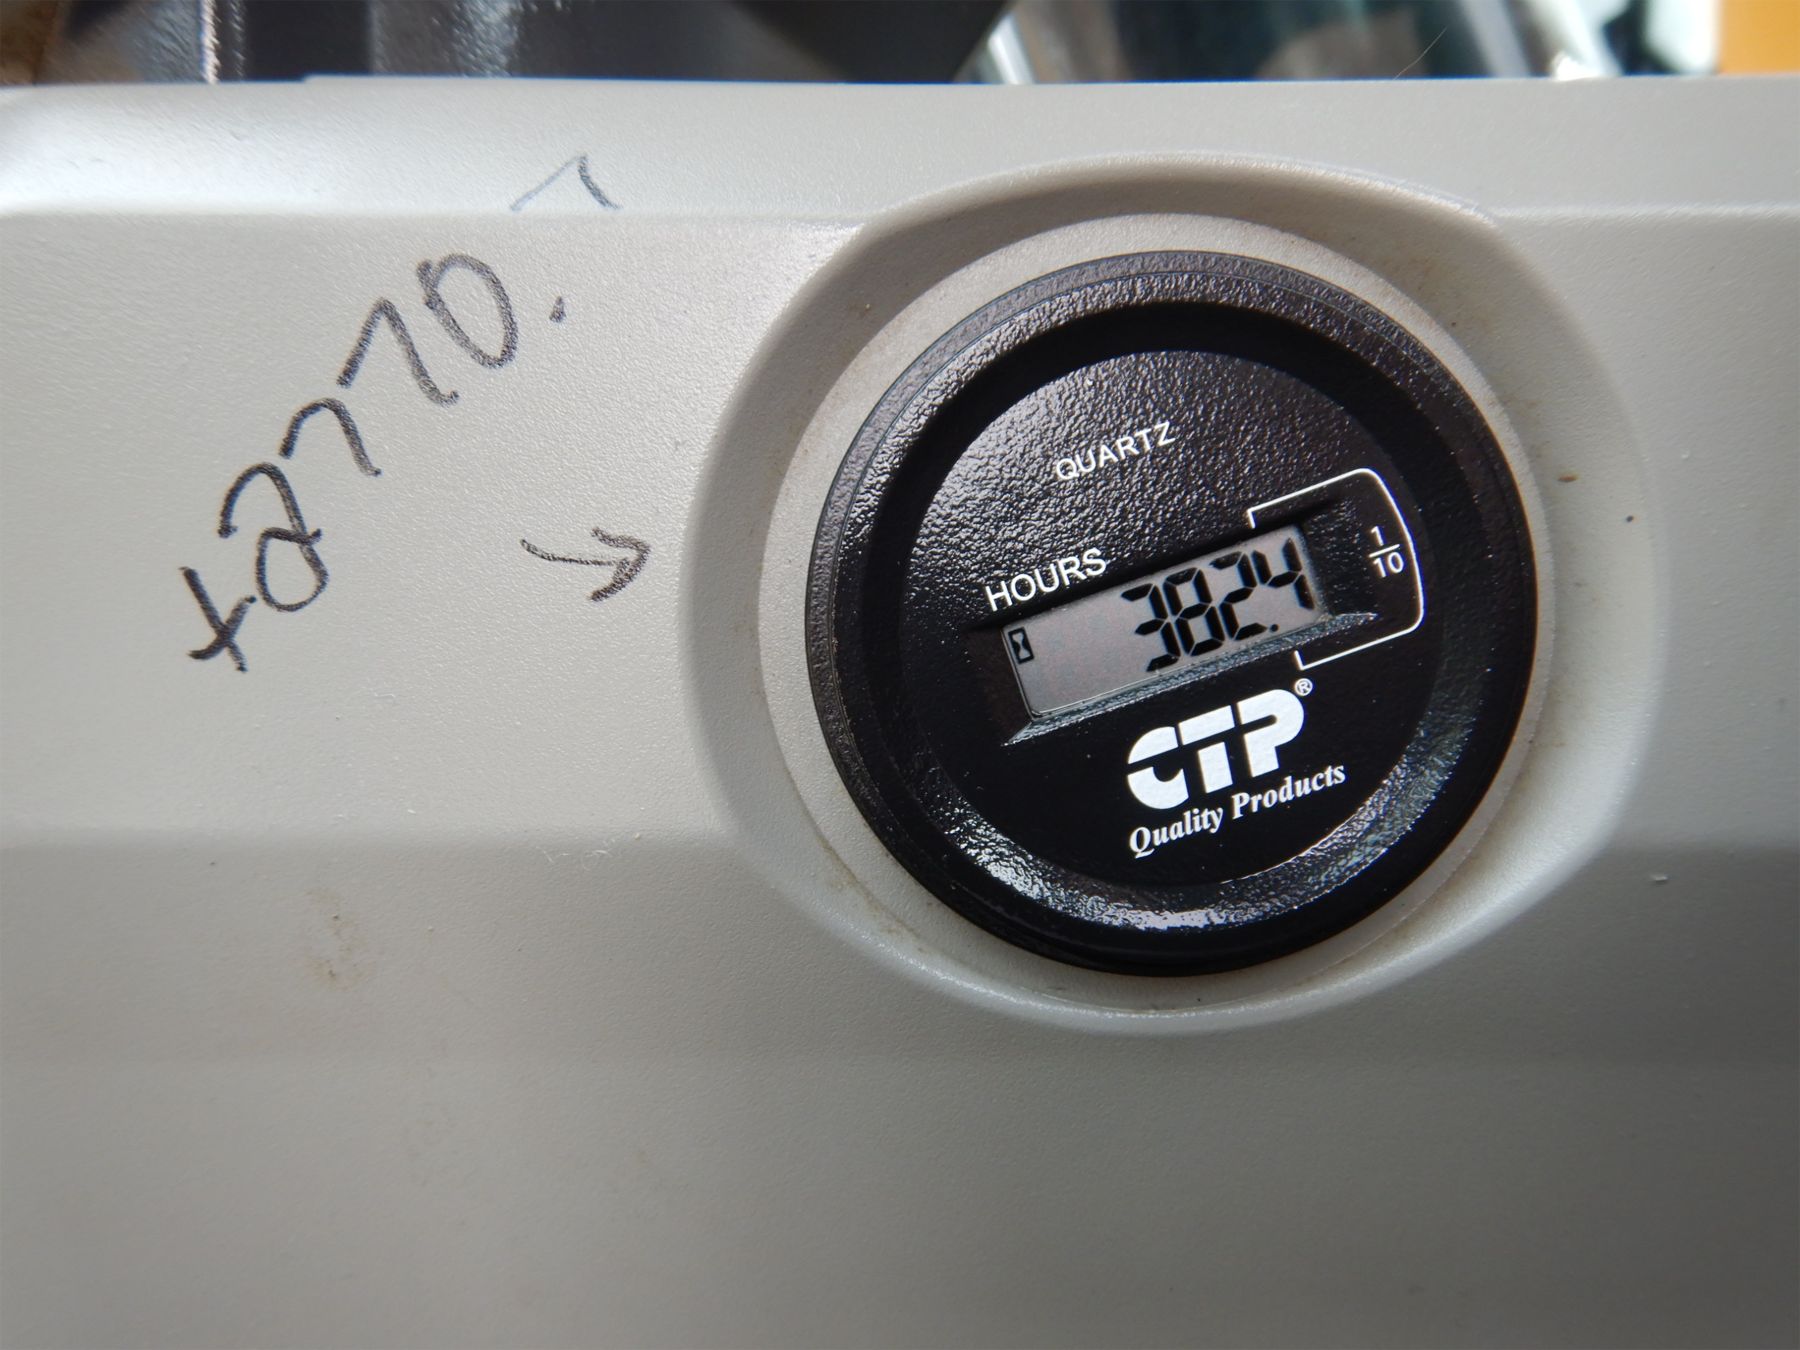 +2770.7
→
QUARTZ
HOURS
382.4
1/10
CTP®
Quality Products